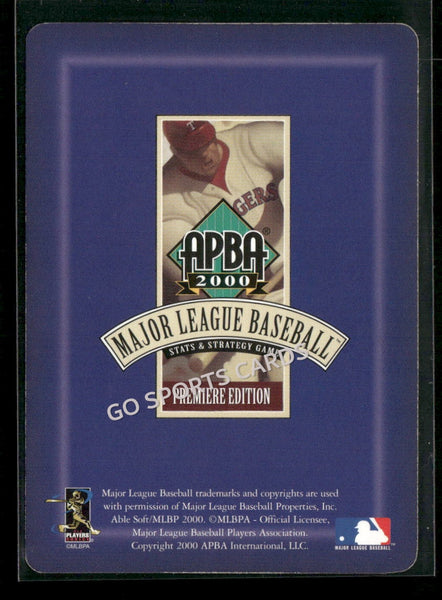 T
GERS
APBA®
2000
MAJOR LEAGUE BASEBALL™
STATS & STRATEGY GAME
GO SPORTS CARDS
PREMIERE EDITION
Major League Baseball trademarks and copyrights are used
with permission of Major League Baseball Properties, Inc.
Able Soft/MLBP 2000. ©MLBPA - Official Licensee,
Major League Baseball Players Association.
Copyright 2000 APBA International, LLC.
PLAYERS
©MLBPA
MAJOR LEAGUE BASEBALL